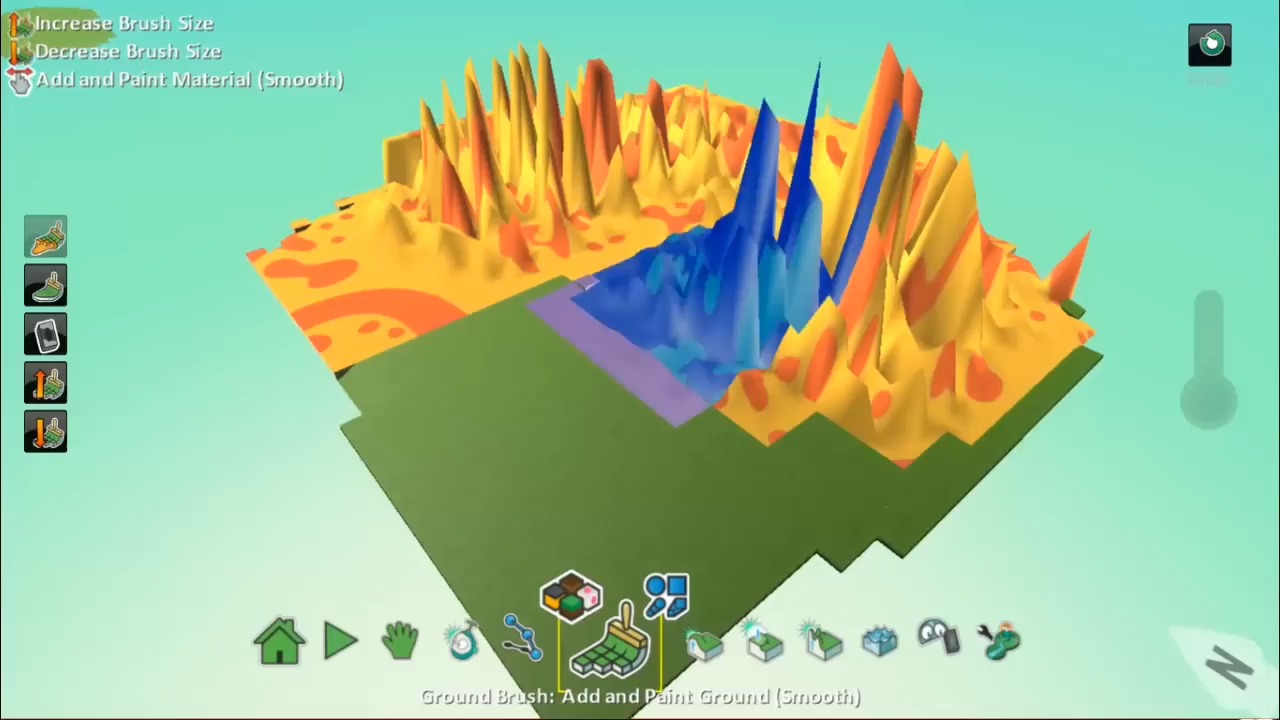 Increase Brush Size
Decrease Brush Size
Add and Paint Material (Smooth)
N
Ground Brush: Add and Paint Ground (Smooth)